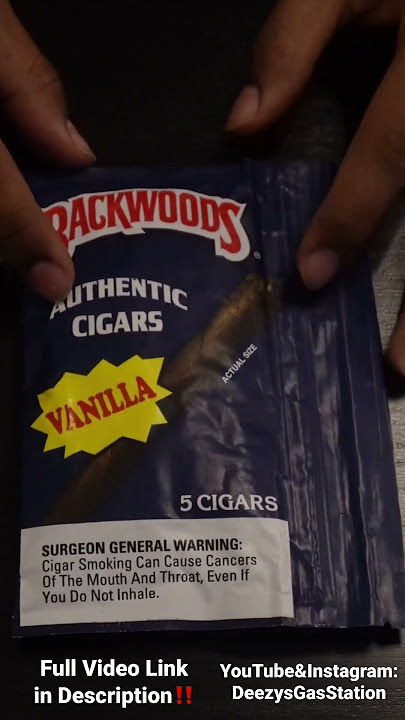 BACKWOODS
®
AUTHENTIC
CIGARS
ACTUAL SIZE
VANILLA
5 CIGARS
SURGEON GENERAL WARNING:
Cigar Smoking Can Cause Cancers
Of The Mouth And Throat, Even If
You Do Not Inhale.
Full Video Link
in Description‼️
YouTube&Instagram:
DeezysGasStation